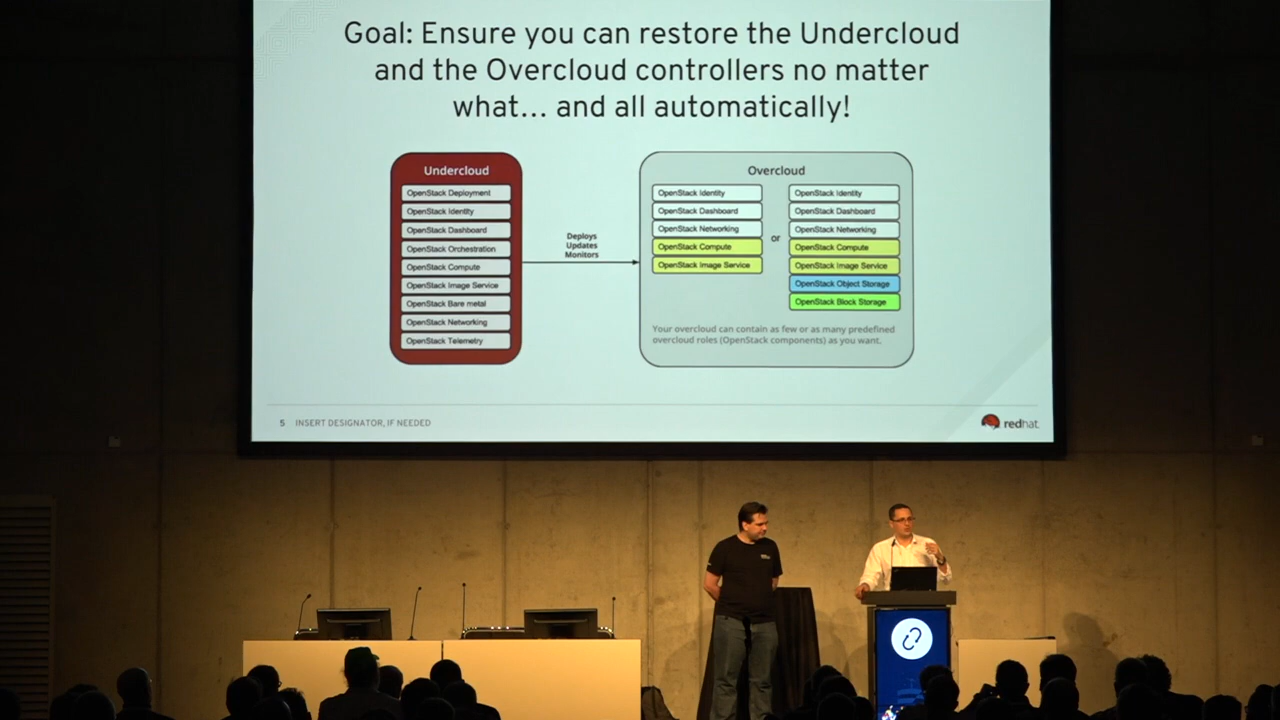 Goal: Ensure you can restore the Undercloud
and the Overcloud controllers no matter
what... and all automatically!
Undercloud
OpenStack Deployment
OpenStack Identity
OpenStack Dashboard
OpenStack Orchestration
OpenStack Compute
OpenStack Image Service
OpenStack Bare metal
OpenStack Networking
OpenStack Telemetry
Deploys
Updates
Monitors
Overcloud
OpenStack Identity
OpenStack Dashboard
OpenStack Networking
OpenStack Compute
OpenStack Image Service
or
OpenStack Identity
OpenStack Dashboard
OpenStack Networking
OpenStack Compute
OpenStack Image Service
OpenStack Object Storage
OpenStack Block Storage
Your overcloud can contain as few or as many predefined
overcloud roles (OpenStack components) as you want.
5 INSERT DESIGNATOR, IF NEEDED
redhat.